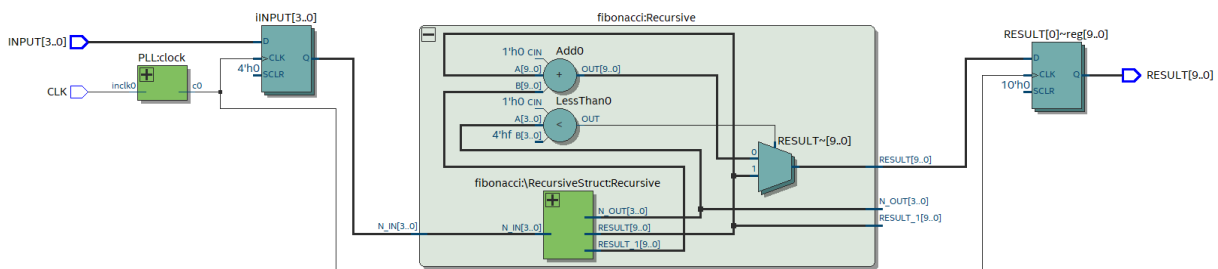 iINPUT[3..0]
fibonacci:Recursive
INPUT[3..0]
D
>CLK
Q
4'h0
SCLR
PLL:clock
CLK
inclk0
c0
1'h0 CIN
Add0
A[9..0]
+
OUT[9..0]
B[9..0]
1'h0 CIN
LessThan0
A[3..0]
<
OUT
4'hf B[3..0]
RESULT~[9..0]
0
1
RESULT[9..0]
fibonacci:\RecursiveStruct:Recursive
N_IN[3..0]
N_IN[3..0]
N_OUT[3..0]
RESULT[9..0]
RESULT_1[9..0]
N_OUT[3..0]
RESULT_1[9..0]
RESULT[0]~reg[9..0]
D
>CLK
Q
10'h0
SCLR
RESULT[9..0]